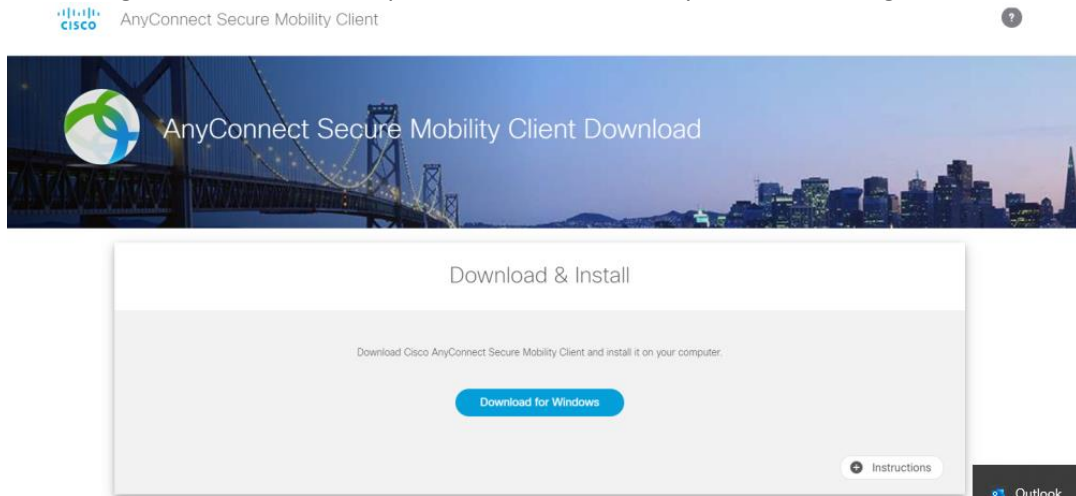 CISCO AnyConnect Secure Mobility Client ?
AnyConnect Secure Mobility Client Download
Download & Install
Download Cisco AnyConnect Secure Mobility Client and install it on your computer.
Download for Windows
Instructions
Outlook